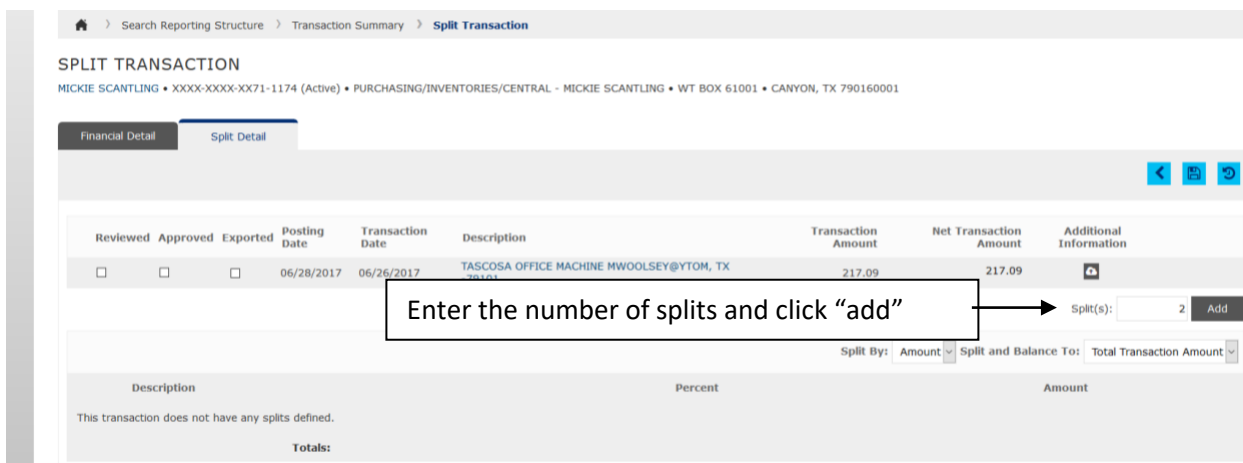 Search Reporting Structure > Transaction Summary > Split Transaction
SPLIT TRANSACTION
MICKIE SCANTLING • XXXX-XXXX-XX71-1174 (Active) • PURCHASING/INVENTORIES/CENTRAL - MICKIE SCANTLING • WT BOX 61001 • CANYON, TX 790160001
Financial Detail Split Detail
Reviewed Approved Exported Posting Date Transaction Date Description Transaction Amount Net Transaction Amount Additional Information
06/28/2017 06/26/2017 TASCOSA OFFICE MACHINE MWOOLSEY@YTOM, TX 217.09 217.09
-79101
Enter the number of splits and click “add”
Split(s): 2 Add
Split By: Amount Split and Balance To: Total Transaction Amount
Description Percent Amount
This transaction does not have any splits defined.
Totals: